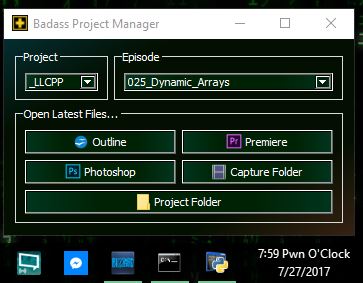 Badass Project Manager
Project
Episode
_LLCPP
025_Dynamic_Arrays
Open Latest Files...
Outline
Pr Premiere
Ps Photoshop
Capture Folder
Project Folder
BLIZZARD
7:59 Pwn O'Clock
7/27/2017